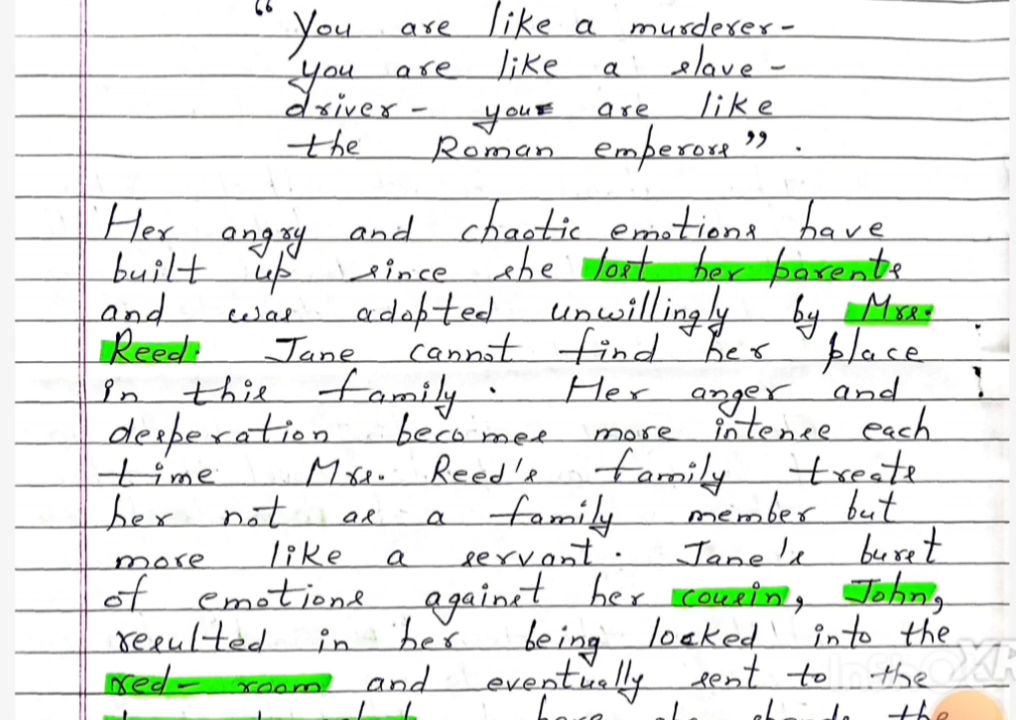 “You are like a murderer-
you are like a slave-
driver- your are like
the Roman emperors”.
Her angry and chaotic emotions have
built up since she lost her parents
and was adopted unwillingly by Mrs.
Reed. Jane cannot find her place
in this family. Her anger and
desperation becomes more intense each
time Mrs. Reed's family treats
her not as a family member but
more like a servant. Jane's burst
of emotions against her cousin, John,
resulted in her being locked into the
red-room and eventually sent to the
the